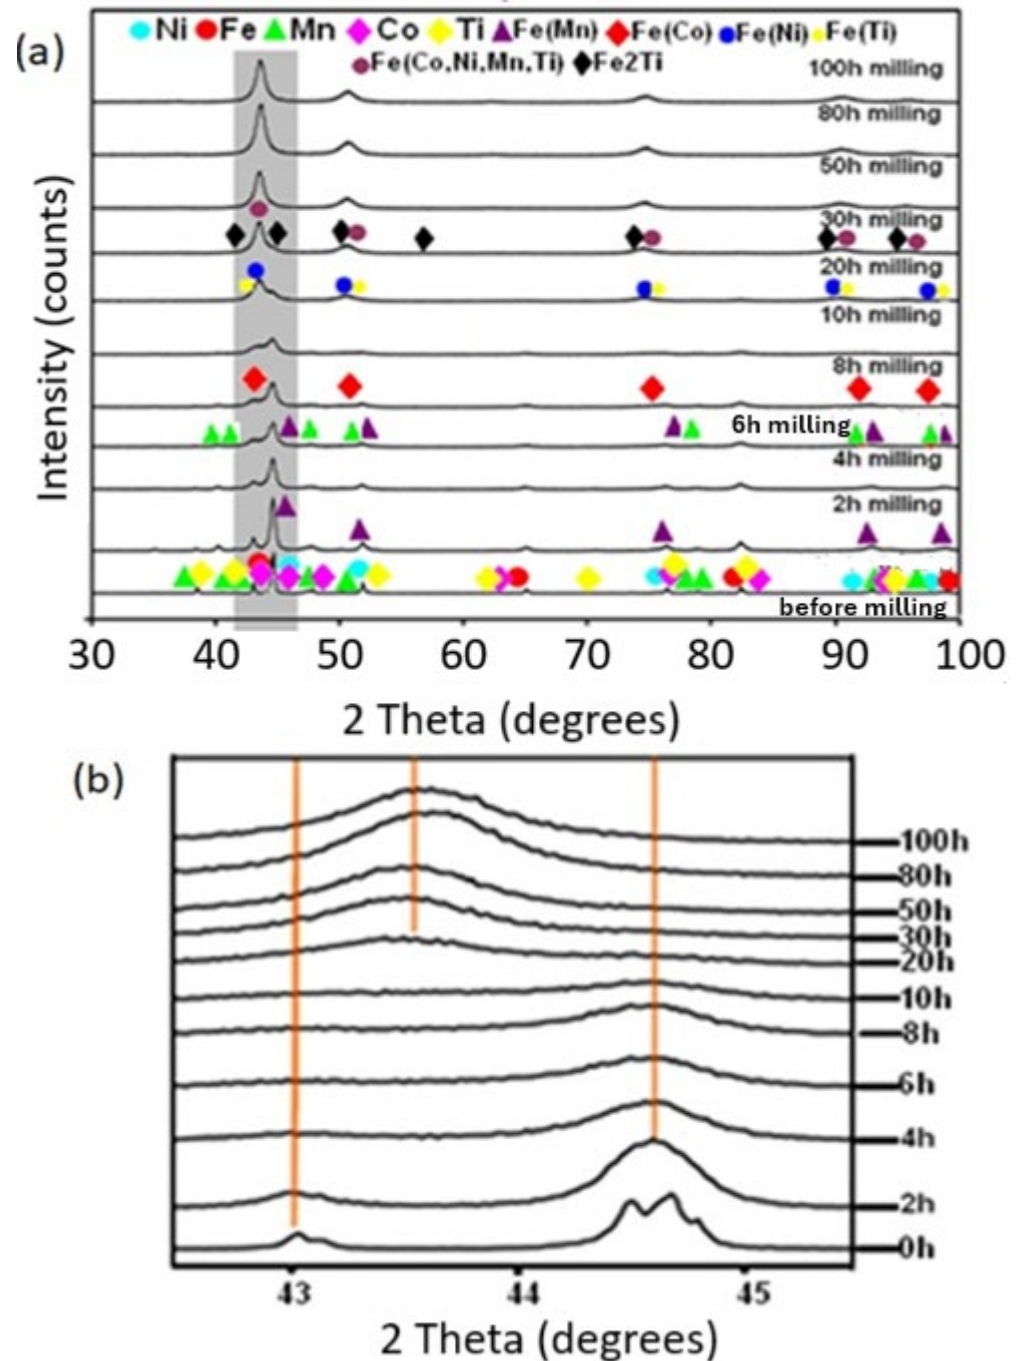 (a)
Ni Fe Mn Co Ti Fe(Mn) Fe(Co) Fe(Ni) Fe(Ti)
Fe(Co,Ni,Mn,Ti) Fe2Ti
100h milling
80h milling
50h milling
30h milling
20h milling
10h milling
8h milling
6h milling
4h milling
2h milling
before milling
Intensity (counts)
30 40 50 60 70 80 90 100
2 Theta (degrees)
(b)
100h
80h
50h
30h
20h
10h
8h
6h
4h
2h
0h
43 44 45
2 Theta (degrees)